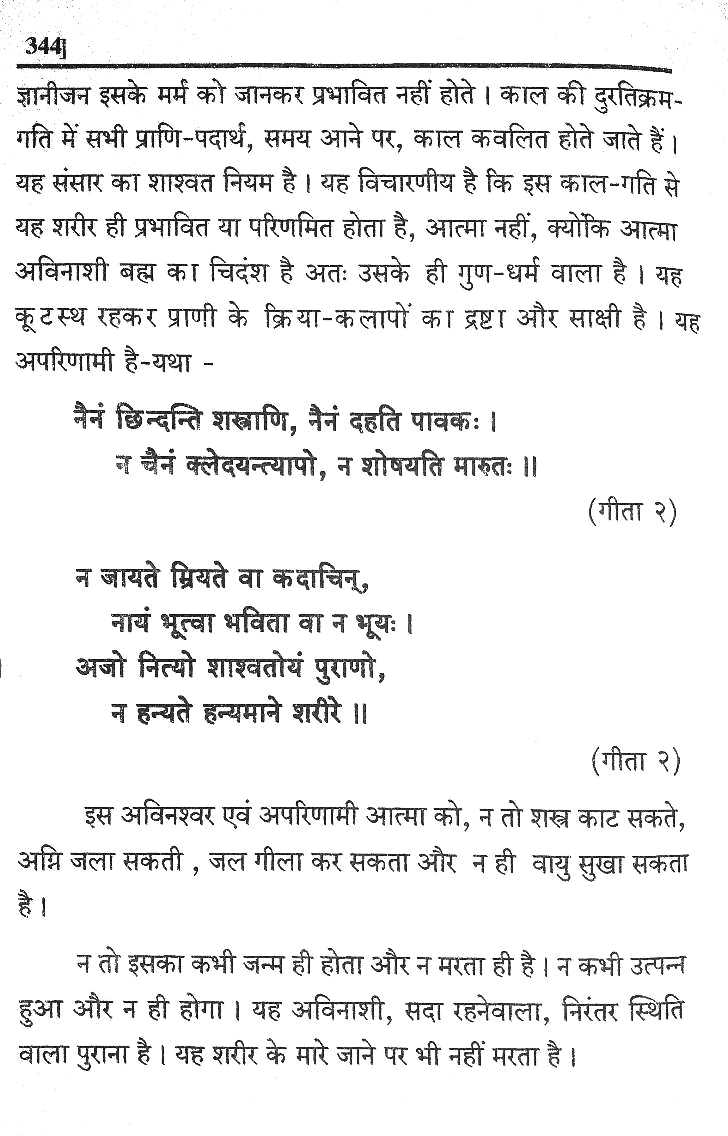 344]
ज्ञानीजन इसके मर्म को जानकर प्रभावित नहीं होते । काल की दुरतिक्रम-
गति में सभी प्राणि-पदार्थ, समय आने पर, काल कवलित होते जाते हैं ।
यह संसार का शाश्वत नियम है । यह विचारणीय है कि इस काल-गति से
यह शरीर ही प्रभावित या परिणमित होता है, आत्मा नहीं, क्योंकि आत्मा
अविनाशी बह्म का चिदंश है अतः उसके ही गुण-धर्म वाला है । यह
कूटस्थ रहकर प्राणी के क्रिया-कलापों का द्रष्टा और साक्षी है । यह
अपरिणामी है-यथा -
नैनं छिन्दन्ति शस्त्राणि, नैनं दहति पावकः ।
न चैनं क्लेदयन्त्यापो, न शोषयति मारुतः ॥
(गीता २)
न जायते म्रियते वा कदाचिन्,
नायं भूत्वा भविता वा न भूयः ।
अजो नित्यो शाश्वतोयं पुराणो,
न हन्यते हन्यमाने शरीरे ॥
(गीता २)
इस अविनश्वर एवं अपरिणामी आत्मा को, न तो शस्त्र काट सकते,
अग्नि जला सकती , जल गीला कर सकता और न ही वायु सुखा सकता
है ।
न तो इसका कभी जन्म ही होता और न मरता ही है । न कभी उत्पन्न
हुआ और न ही होगा । यह अविनाशी, सदा रहनेवाला, निरंतर स्थिति
वाला पुराना है । यह शरीर के मारे जाने पर भी नहीं मरता है ।